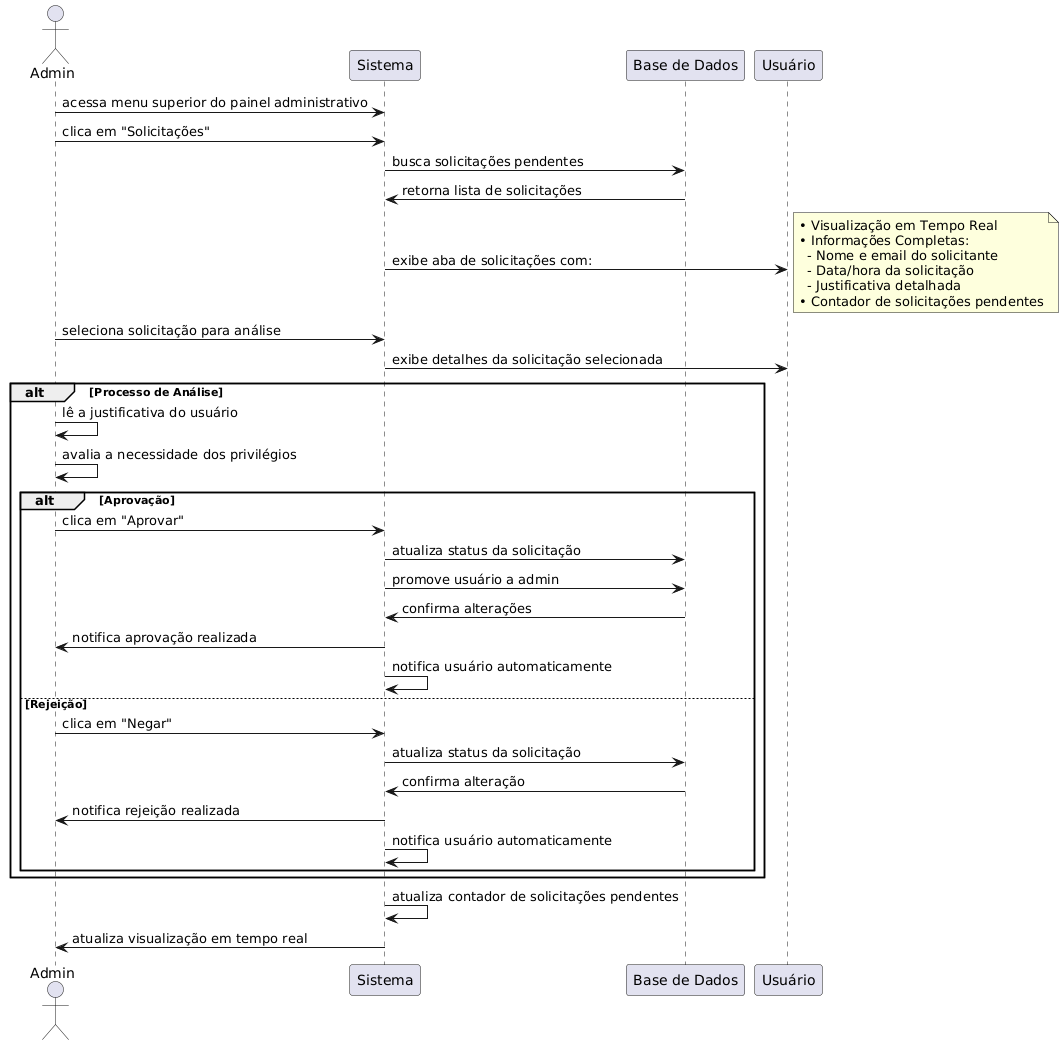 Admin
Sistema
Base de Dados
Usuário
acessa menu superior do painel administrativo
clica em "Solicitações"
busca solicitações pendentes
retorna lista de solicitações
exibe aba de solicitações com:
• Visualização em Tempo Real
• Informações Completas:
- Nome e email do solicitante
- Data/hora da solicitação
- Justificativa detalhada
• Contador de solicitações pendentes
seleciona solicitação para análise
exibe detalhes da solicitação selecionada
alt [Processo de Análise]
lê a justificativa do usuário
avalia a necessidade dos privilégios
alt [Aprovação]
clica em "Aprovar"
atualiza status da solicitação
promove usuário a admin
confirma alterações
notifica aprovação realizada
notifica usuário automaticamente
[Rejeição]
clica em "Negar"
atualiza status da solicitação
confirma alteração
notifica rejeição realizada
notifica usuário automaticamente
atualiza contador de solicitações pendentes
atualiza visualização em tempo real
Admin
Sistema
Base de Dados
Usuário